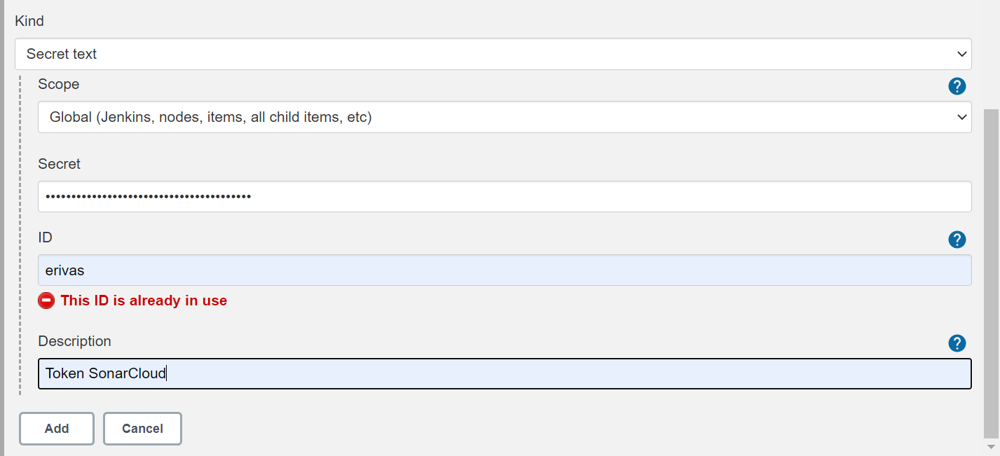 Kind
Secret text
Scope
?
Global (Jenkins, nodes, items, all child items, etc)
Secret
••••••••••••••••••••••••••••••••••••••••
ID
?
erivas
This ID is already in use
Description
?
Token SonarCloud
Add Cancel